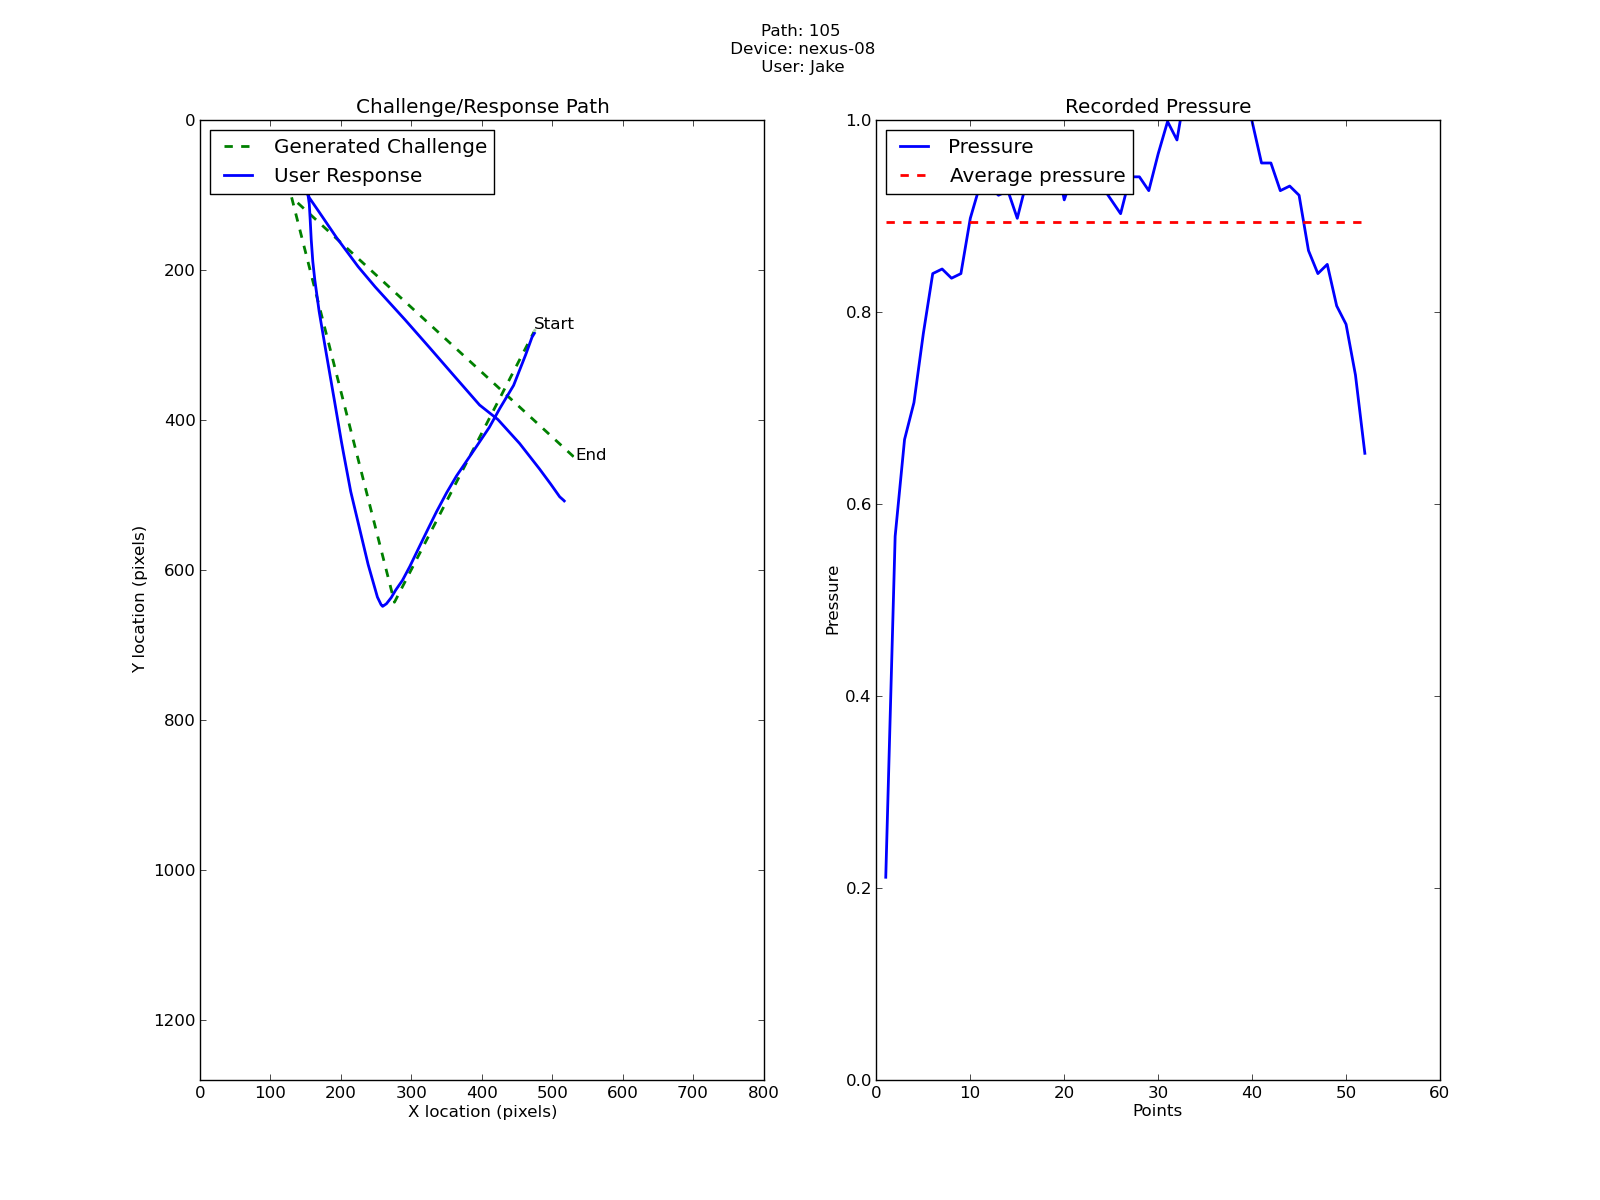 Path: 105
Device: nexus-08
User: Jake
Challenge/Response Path
Generated Challenge
User Response
Start
End
0
200
400
600
800
1000
1200
Y location (pixels)
0 100 200 300 400 500 600 700 800
X location (pixels)
Recorded Pressure
Pressure
Average pressure
1.0
0.8
0.6
0.4
0.2
0.0
Pressure
0 10 20 30 40 50 60
Points